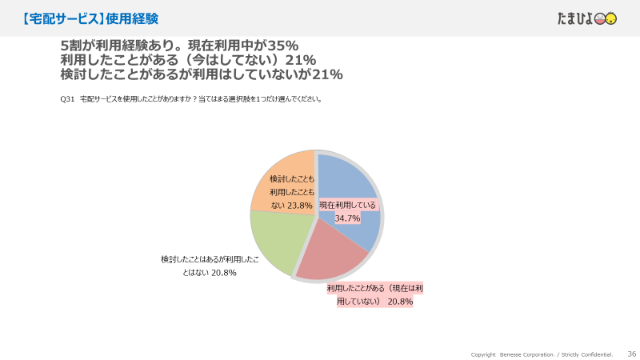 【宅配サービス】使用経験
たまひよ
5割が利用経験あり。現在利用中が35%
利用したことがある（今はしてない）21%
検討したことがあるが利用はしていないが21%
Q31 宅配サービスを使用したことがありますか？当てはまる選択肢を1つだけ選んでください。
検討したことも
利用したことも
ない 23.8%
現在利用している
34.7%
検討したことはあるが利用したこ
とはない 20.8%
利用したことがある（現在は利
用していない） 20.8%
Copyright Benesse Corporation. / Strictly Confidential.
36